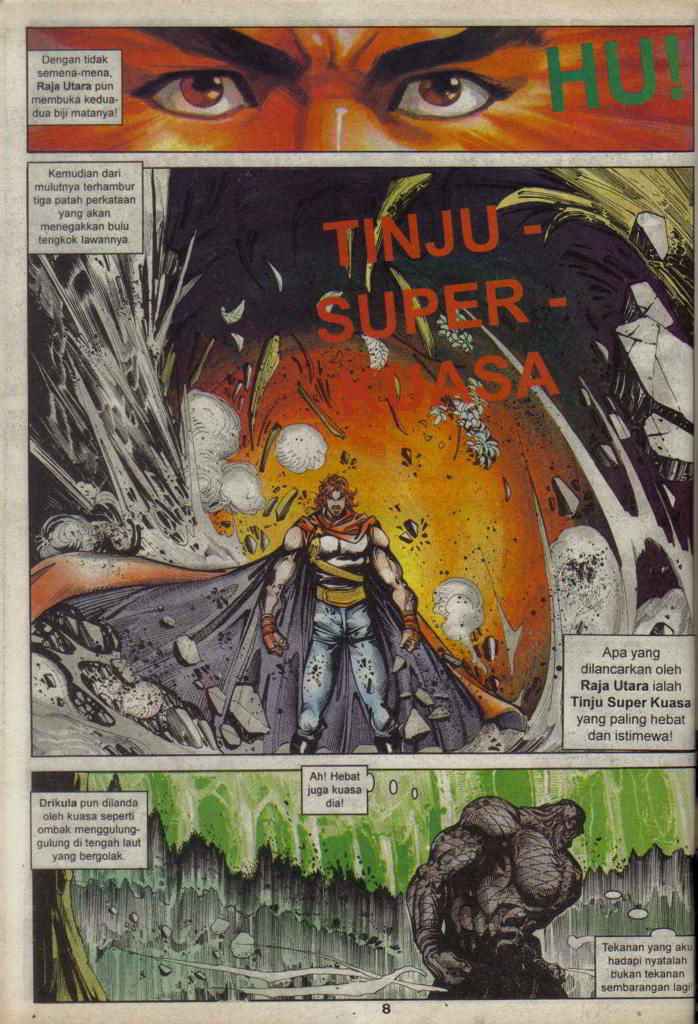 Dengan tidak
semena-mena,
Raja Utara pun
membuka kedua-
dua biji matanya!
HU!
Kemudian dari
mulutnya terhambur
tiga patah perkataan
yang akan
menegakkan bulu
tengkok lawannya.
TINJU -
SUPER -
KUASA
Apa yang
dilancarkan oleh
Raja Utara ialah
Tinju Super Kuasa
yang paling hebat
dan istimewa!
Drikula pun dilanda
oleh kuasa seperti
ombak menggulung-
gulung di tengah laut
yang bergolak.
Ah! Hebat
juga kuasa
dia!
Tekanan yang aku
hadapi nyatalah
bukan tekanan
sembarangan lagi
8